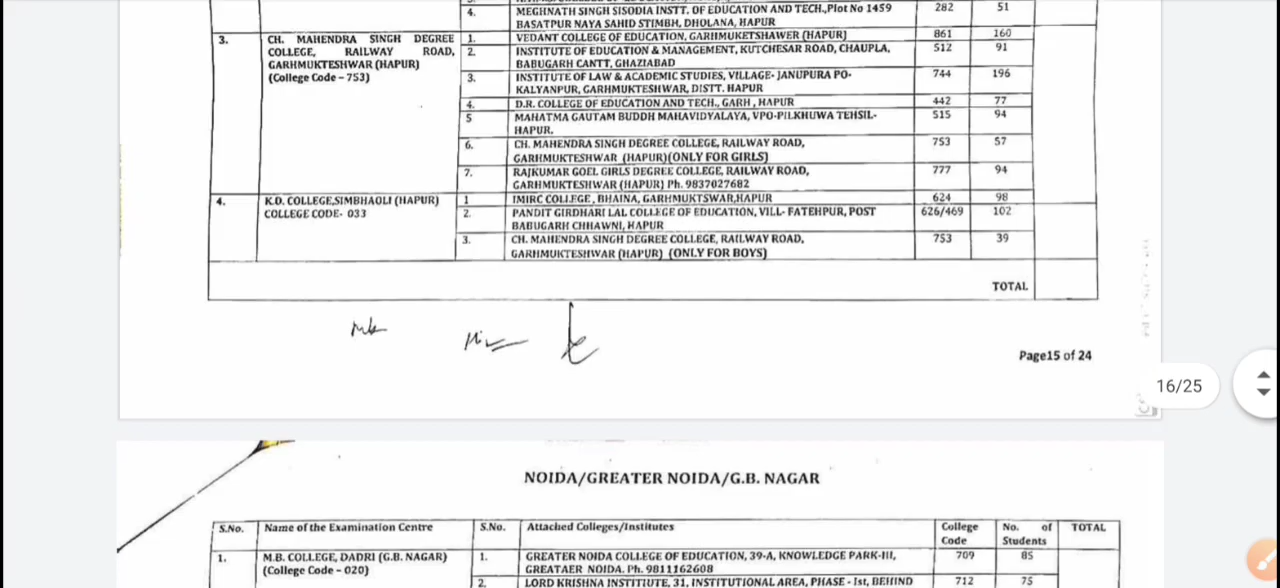 4. MEGHNATH SINGH SISODIA INSTT. OF EDUCATION AND TECH.,Plot No 1459 282 51
BASATPUR NAYA SAHID STIMBH, DHOLANA, HAPUR
3. CH. MAHENDRA SINGH DEGREE 1. VEDANT COLLEGE OF EDUCATION, GARHMUKETSHAWER (HAPUR) 861 160
COLLEGE, RAILWAY ROAD, 2. INSTITUTE OF EDUCATION & MANAGEMENT, KUTCHESAR ROAD, CHAUPLA, 512 91
GARHMUKTESHWAR (HAPUR) BABUGARH CANTT, GHAZIABAD
(College Code – 753) 3. INSTITUTE OF LAW & ACADEMIC STUDIES, VILLAGE- JANUPURA PO- 744 196
KALYANPUR, GARHMUKTESHWAR, DISTT. HAPUR
4. D.R. COLLEGE OF EDUCATION AND TECH., GARH , HAPUR 442 77
5 MAHATMA GAUTAM BUDDH MAHAVIDYALAYA, VPO-PILKHUWA TEHSIL- 515 94
HAPUR.
6. CH. MAHENDRA SINGH DEGREE COLLEGE, RAILWAY ROAD, 753 57
GARHMUKTESHWAR (HAPUR)(ONLY FOR GIRLS)
7. RAJKUMAR GOEL GIRLS DEGREE COLLEGE, RAILWAY ROAD, 777 94
GARHMUKTESHWAR (HAPUR) Ph. 9837027682
4. K.D. COLLEGE,SIMBHAOLI (HAPUR) 1 IMIRC COLLEGE, BHAINA, GARHMUKTSWAR,HAPUR 624 98
COLLEGE CODE- 033 2. PANDIT GIRDHARI LAL COLLEGE OF EDUCATION, VILL- FATEHPUR, POST 626/469 102
BABUGARH CHHAWNI, HAPUR
3. CH. MAHENDRA SINGH DEGREE COLLEGE, RAILWAY ROAD, 753 39
GARHMUKTESHWAR (HAPUR) (ONLY FOR BOYS)
TOTAL
Page15 of 24
16/25
NOIDA/GREATER NOIDA/G.B. NAGAR
S.No. Name of the Examination Centre S.No. Attached Colleges/Institutes College No. of TOTAL
Code Students
1. M.B. COLLEGE, DADRI (G.B. NAGAR) 1. GREATER NOIDA COLLEGE OF EDUCATION, 39-A, KNOWLEDGE PARK-III, 709 85
(College Code – 020) GREATAER NOIDA. Ph. 9811162608
2. LORD KRISHNA INSTITIUTE, 31, INSTITUTIONAL AREA, PHASE - Ist, BEHIND 712 75